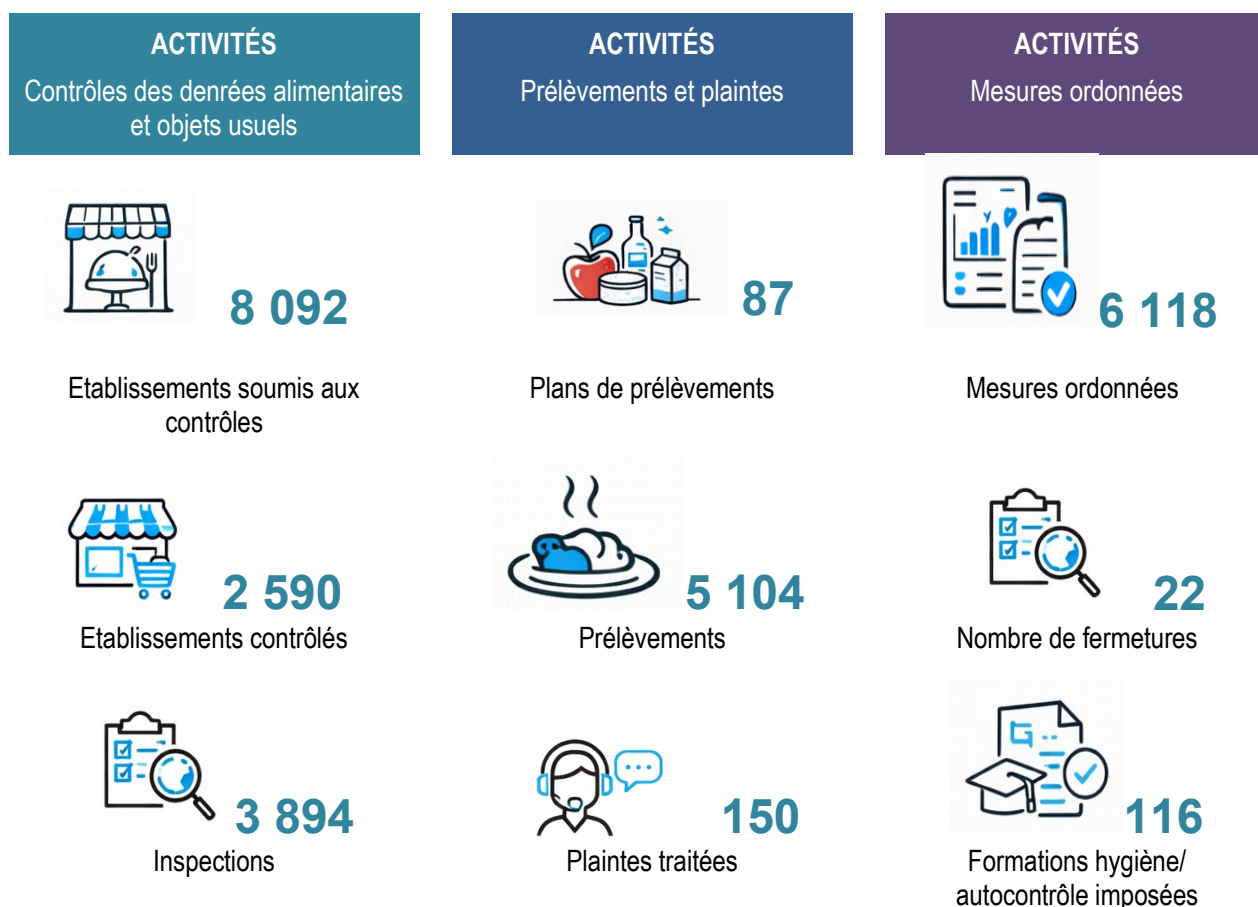 ACTIVITÉS
Contrôles des denrées alimentaires
et objets usuels
8 092
Etablissements soumis aux
contrôles
2 590
Etablissements contrôlés
3 894
Inspections
ACTIVITÉS
Prélèvements et plaintes
87
Plans de prélèvements
5 104
Prélèvements
150
Plaintes traitées
ACTIVITÉS
Mesures ordonnées
6 118
Mesures ordonnées
22
Nombre de fermetures
116
Formations hygiène/
autocontrôle imposées